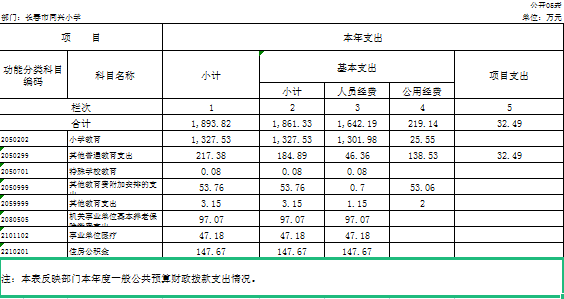 公开05表
部门：长春市同兴小学 单位：万元
项 目 本年支出
功能分类科目编码 科目名称 小计 基本支出 项目支出
小计 人员经费 公用经费
栏次 1 2 3 4 5
合计 1,893.82 1,861.33 1,642.19 219.14 32.49
2050202 小学教育 1,327.53 1,327.53 1,301.98 25.55
2050299 其他普通教育支出 217.38 184.89 46.36 138.53 32.49
2050701 特殊学校教育 0.08 0.08 0.08
2050999 其他教育费附加安排的支 53.76 53.76 0.7 53.06
2059999 其他教育支出 3.15 3.15 1.15 2
2080505 机关事业单位基本养老保 97.07 97.07 97.07
2101102 事业单位医疗 47.18 47.18 47.18
2210201 住房公积金 147.67 147.67 147.67
注：本表反映部门本年度一般公共预算财政拨款支出情况。